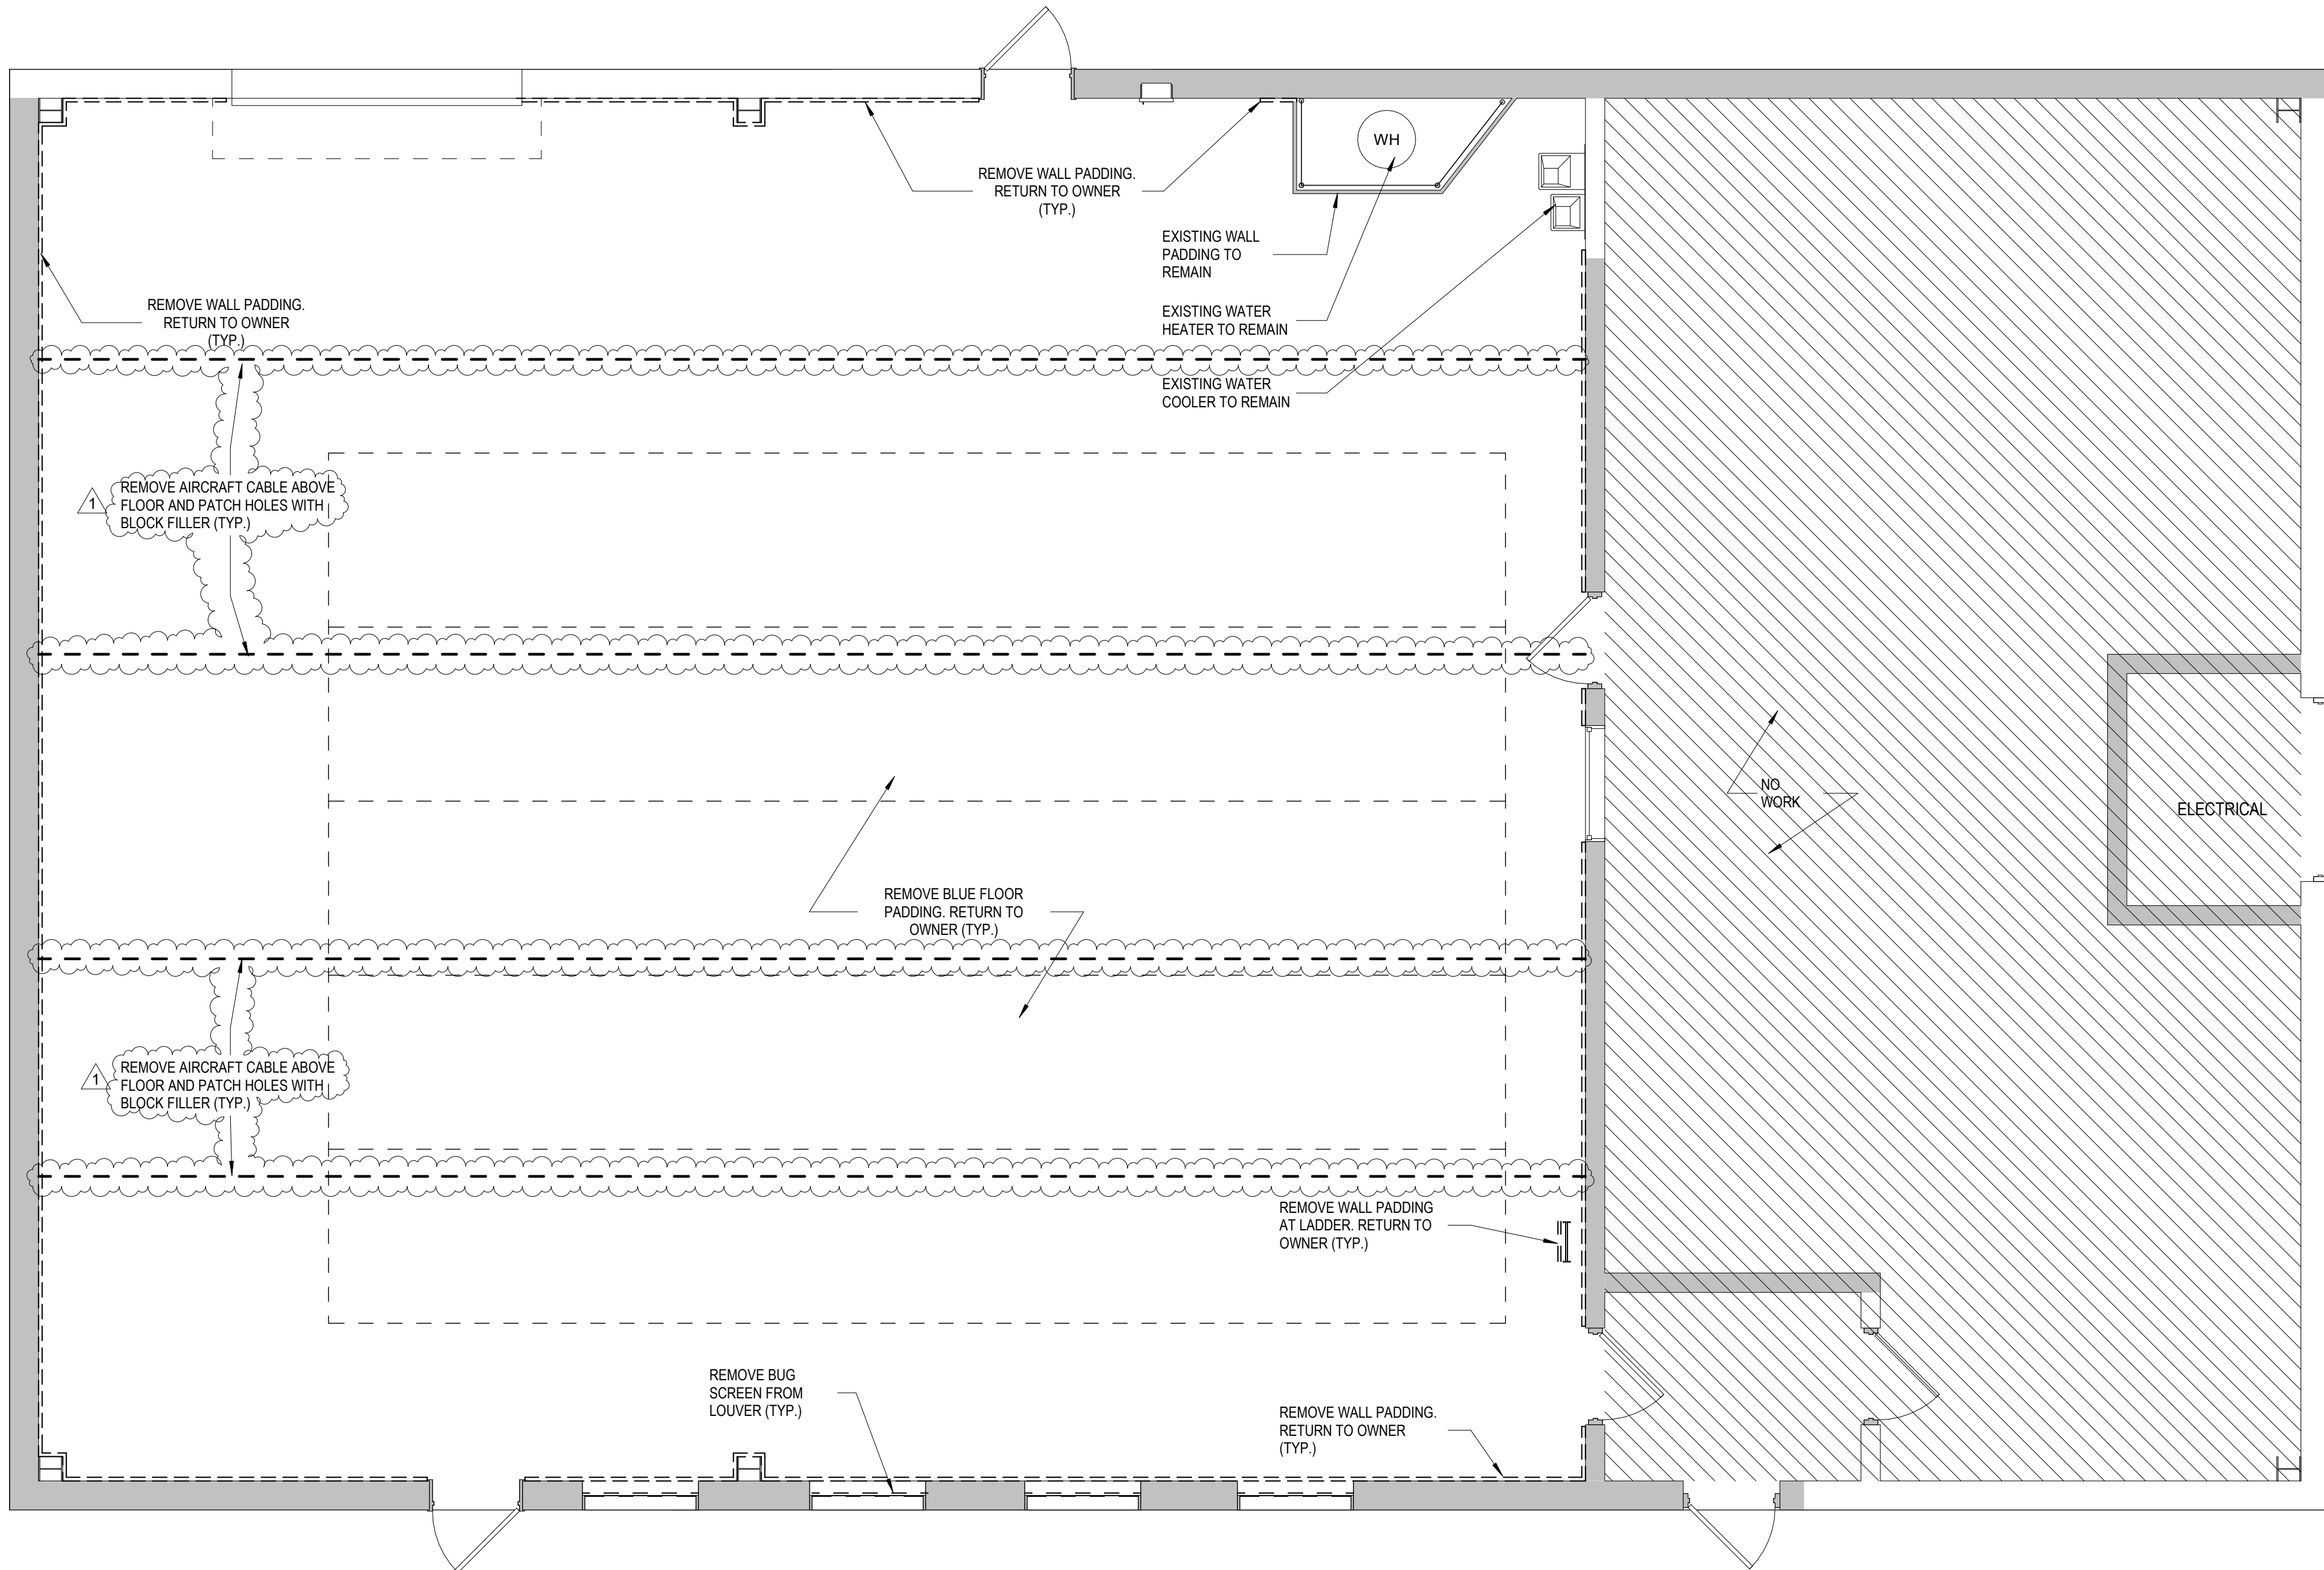 WH
REMOVE WALL PADDING.
RETURN TO OWNER
(TYP.)
EXISTING WALL
PADDING TO
REMAIN
EXISTING WATER
HEATER TO REMAIN
REMOVE WALL PADDING.
RETURN TO OWNER
(TYP.)
EXISTING WATER
COOLER TO REMAIN
1
REMOVE AIRCRAFT CABLE ABOVE
FLOOR AND PATCH HOLES WITH
BLOCK FILLER (TYP.)
NO
WORK
ELECTRICAL
REMOVE BLUE FLOOR
PADDING. RETURN TO
OWNER (TYP.)
1
REMOVE AIRCRAFT CABLE ABOVE
FLOOR AND PATCH HOLES WITH
BLOCK FILLER (TYP.)
REMOVE WALL PADDING
AT LADDER. RETURN TO
OWNER (TYP.)
REMOVE BUG
SCREEN FROM
LOUVER (TYP.)
REMOVE WALL PADDING.
RETURN TO OWNER
(TYP.)